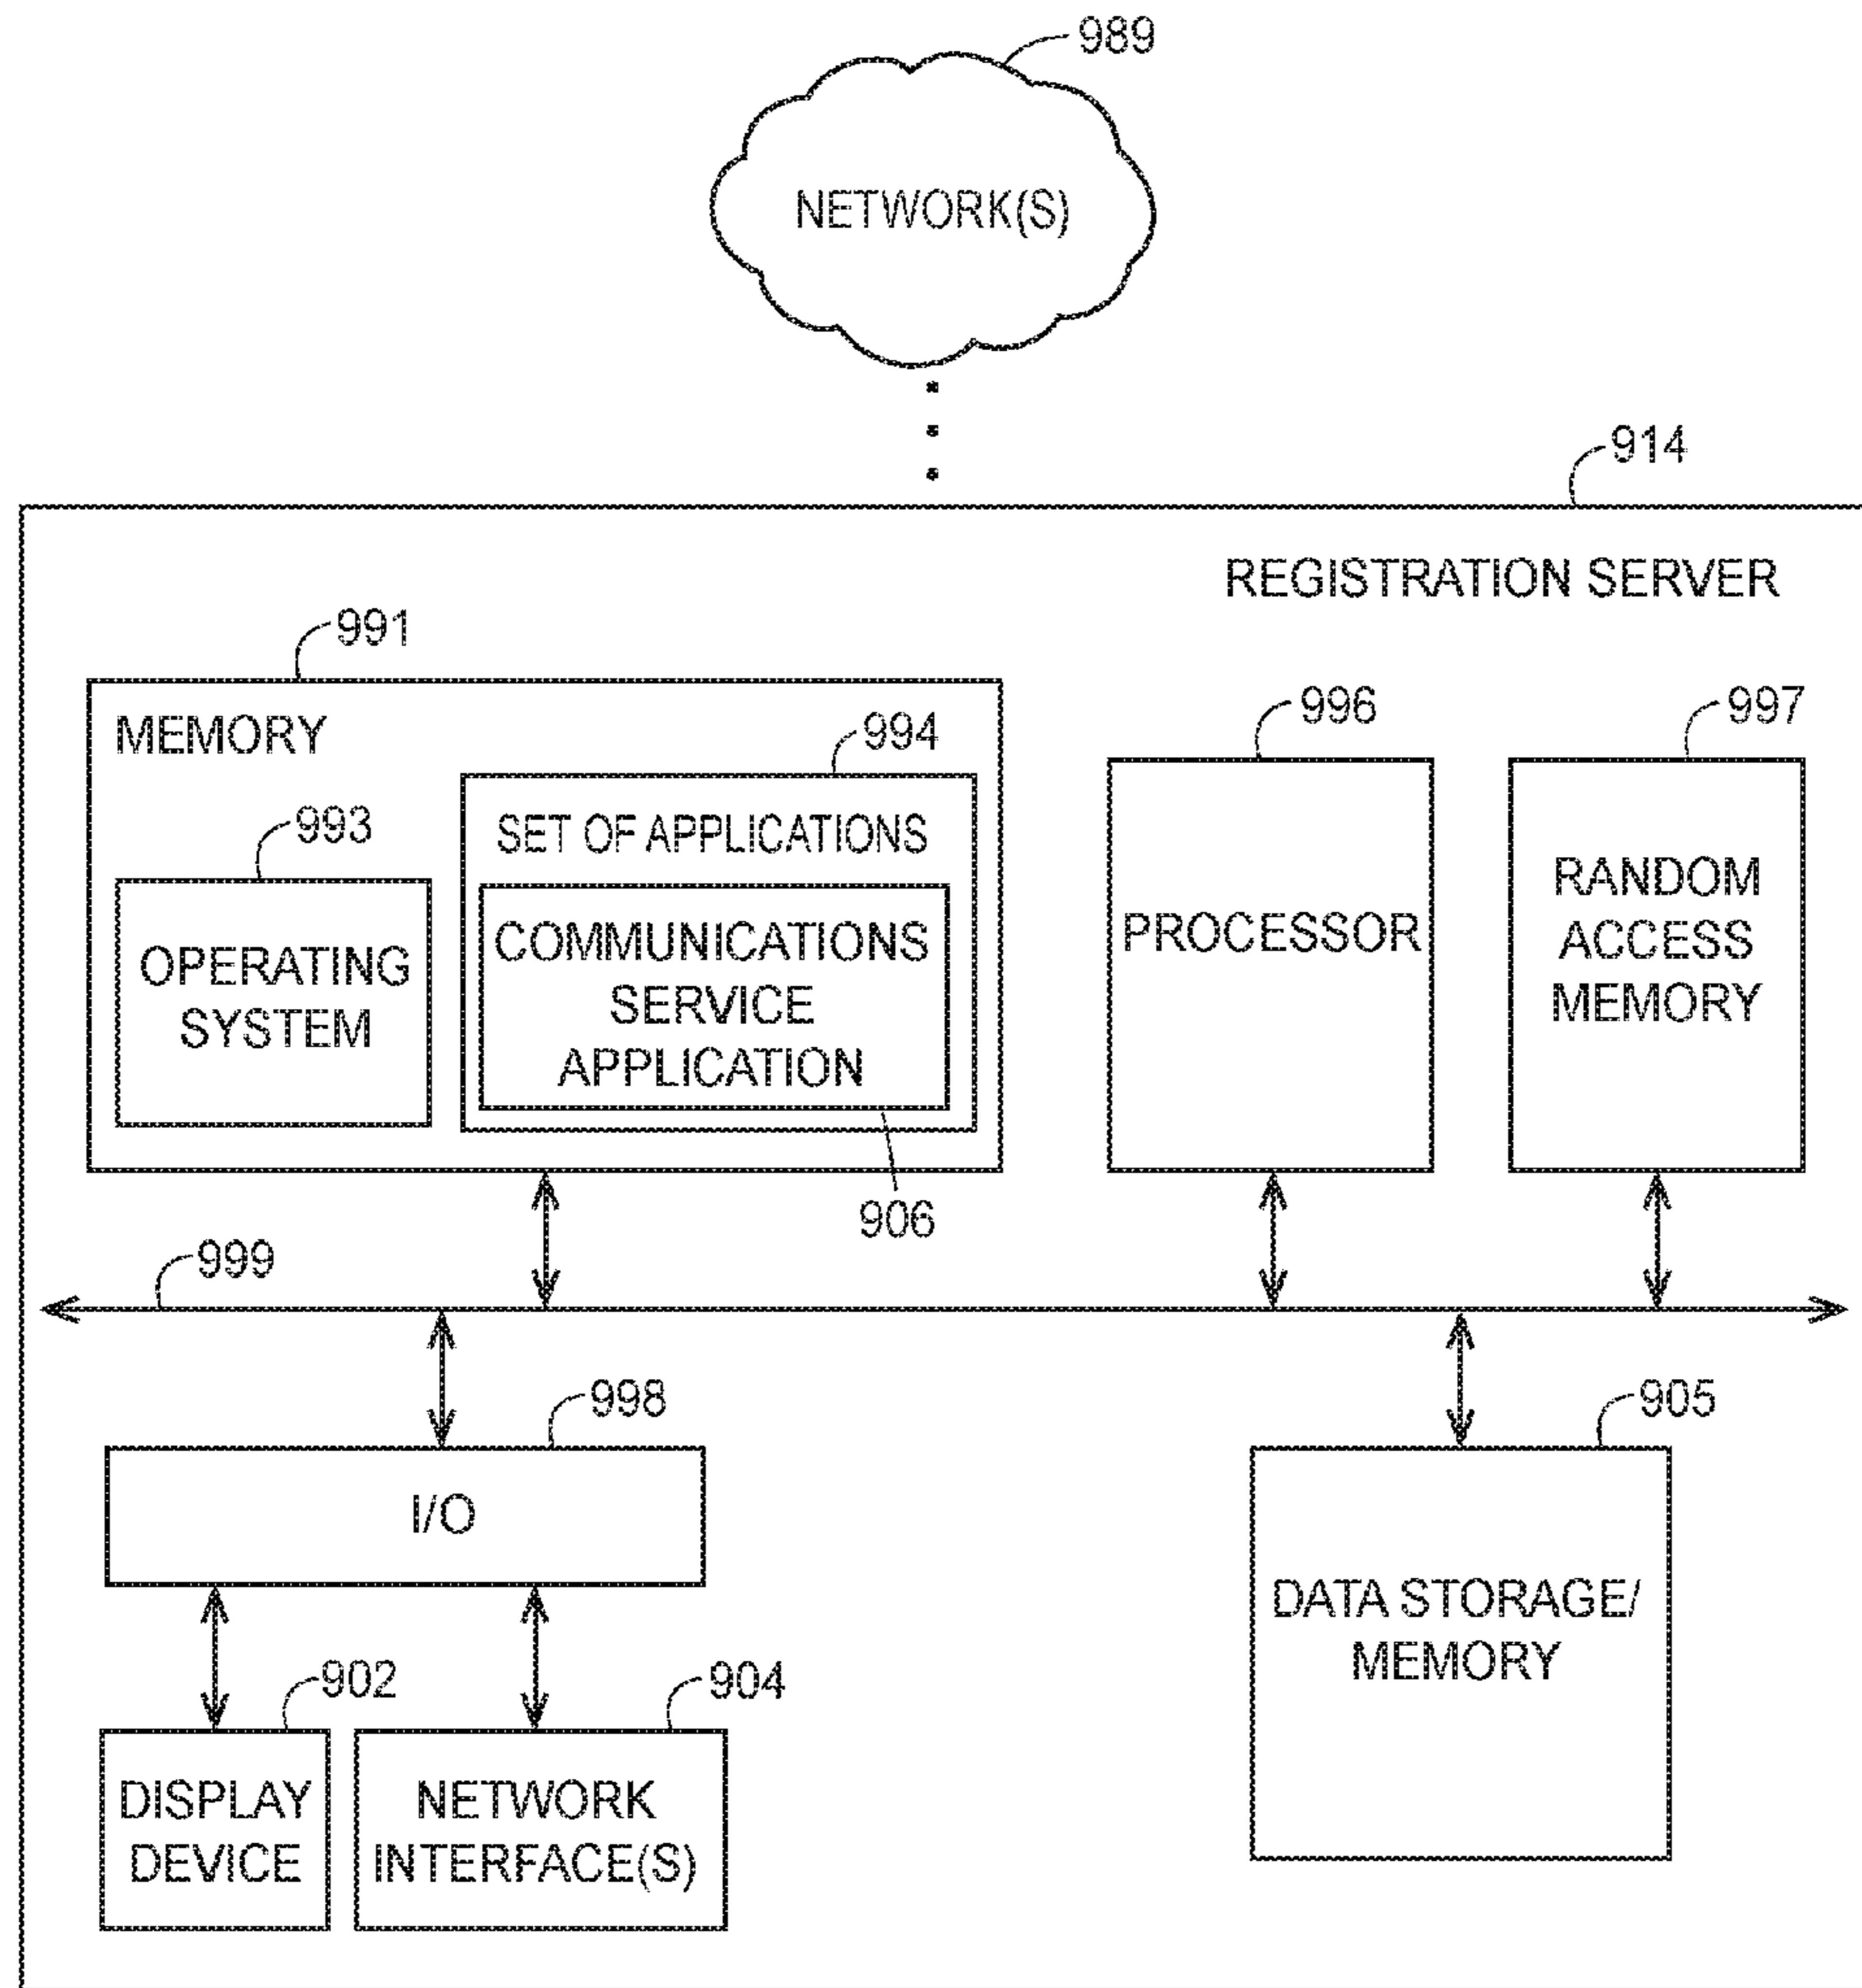 989
NETWORK(S)
914
REGISTRATION SERVER
991
MEMORY
994
SET OF APPLICATIONS
993
OPERATING
SYSTEM
COMMUNICATIONS
SERVICE
APPLICATION
906
996
PROCESSOR
997
RANDOM
ACCESS
MEMORY
999
998
I/O
905
DATA STORAGE/
MEMORY
902
DISPLAY
DEVICE
904
NETWORK
INTERFACE(S)